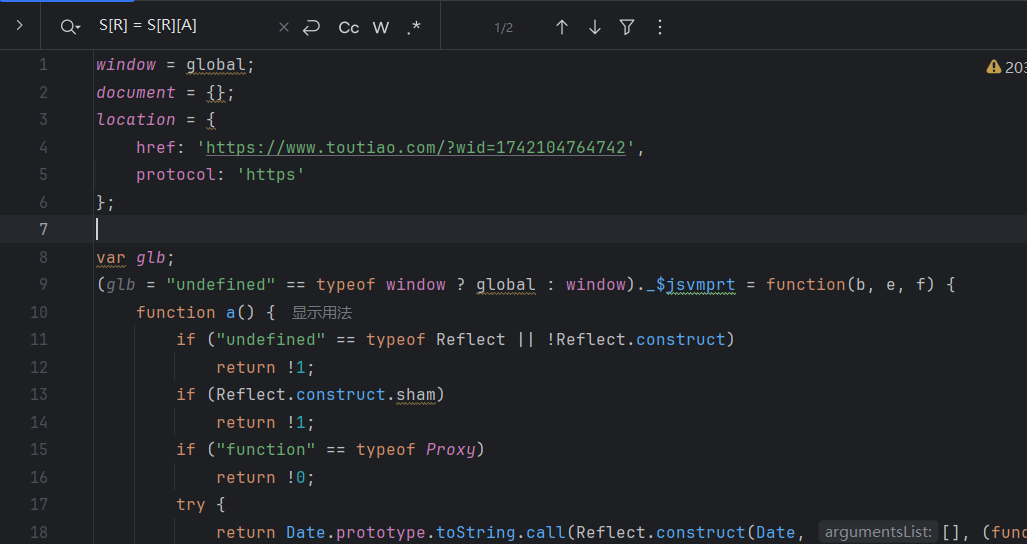 S[R] = S[R][A]
Cc W .*
1/2
1 window = global;
203
2 document = {};
3 location = {
4 href: 'https://www.toutiao.com/?wid=1742104764742',
5 protocol: 'https'
6 };
7
8 var glb;
9 (glb = "undefined" == typeof window ? global : window)._$jsvmprt = function(b, e, f) {
10 function a() { 显示用法
11 if ("undefined" == typeof Reflect || !Reflect.construct)
12 return !1;
13 if (Reflect.construct.sham)
14 return !1;
15 if ("function" == typeof Proxy)
16 return !0;
17 try {
18 return Date.prototype.toString.call(Reflect.construct(Date, argumentsList: [], (func